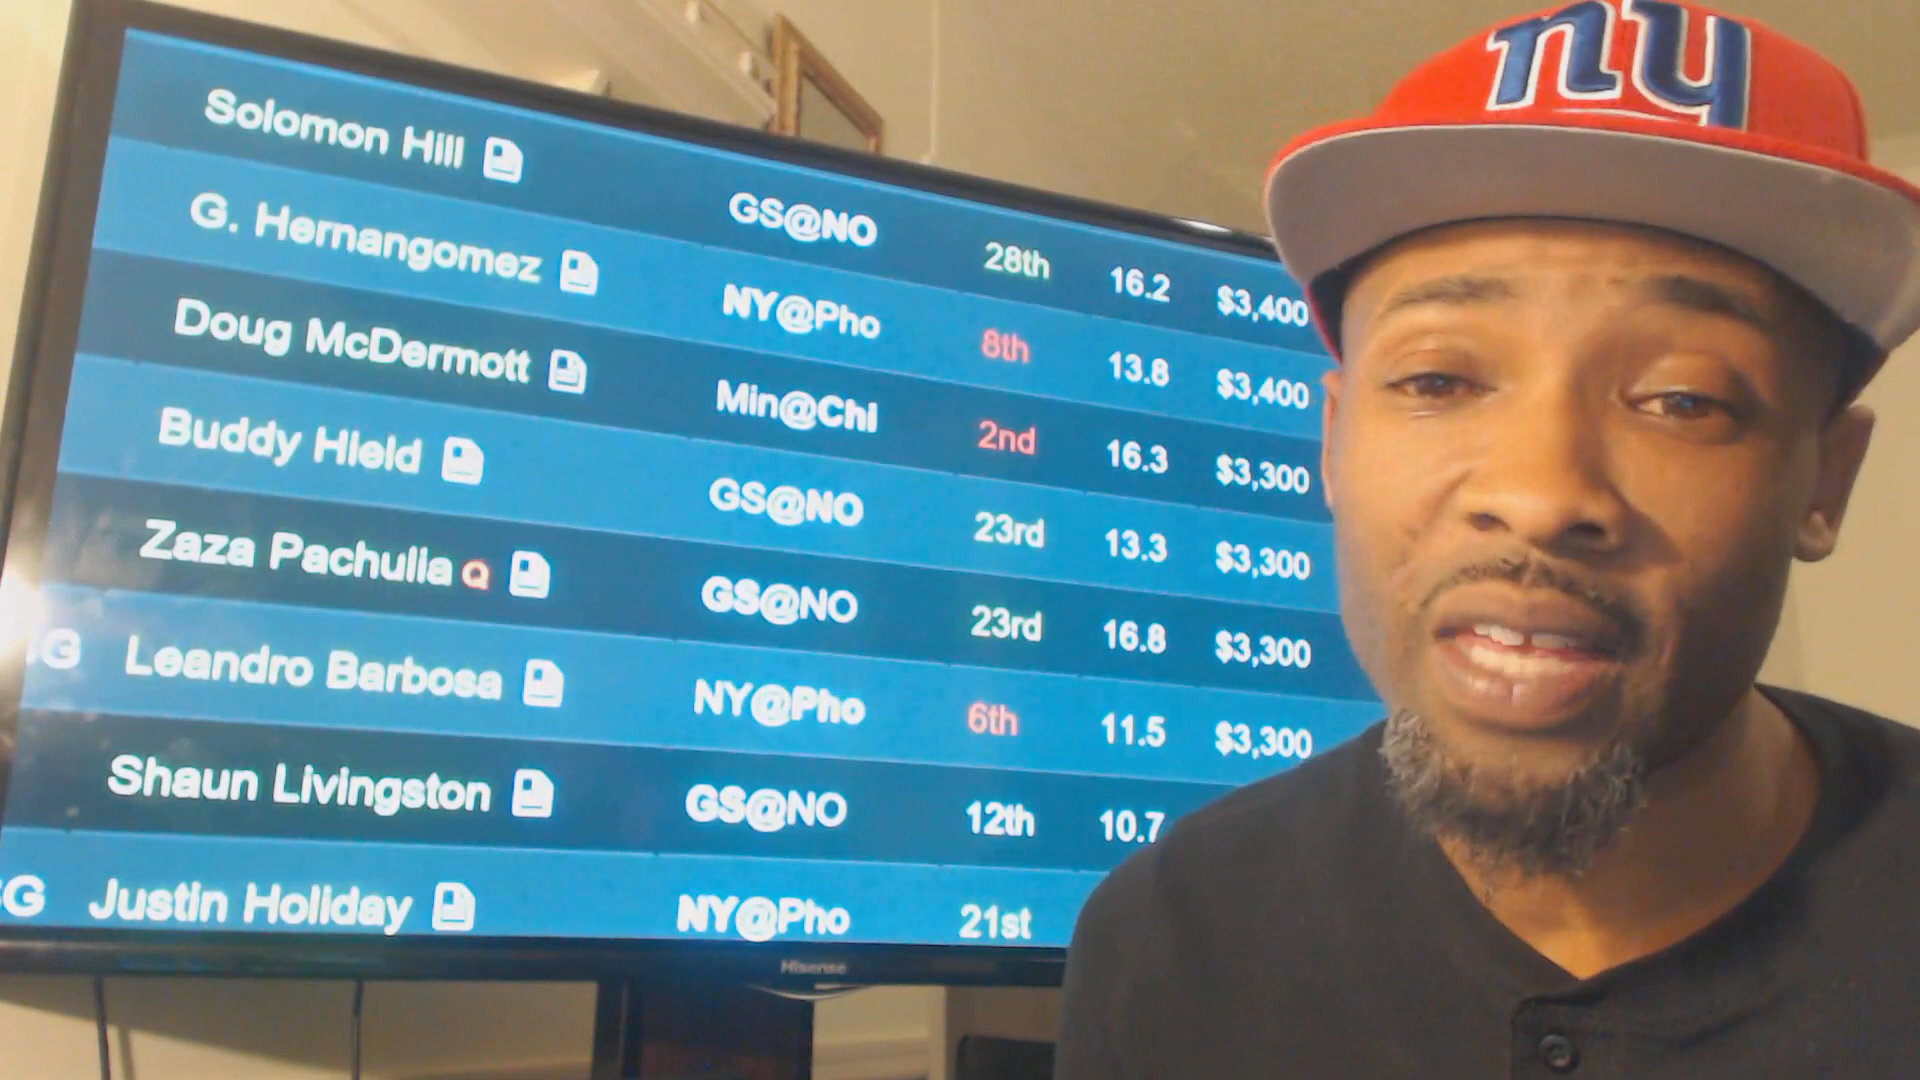 ny
Solomon Hill GS@NO 28th 16.2 $3,400
G. Hernangomez NY@Pho 8th 13.8 $3,400
Doug McDermott Min@Chi 2nd 16.3 $3,300
Buddy Hield GS@NO 23rd 13.3 $3,300
Zaza Pachulia Q GS@NO 23rd 16.8 $3,300
G Leandro Barbosa NY@Pho 6th 11.5 $3,300
Shaun Livingston GS@NO 12th 10.7
G Justin Holiday NY@Pho 21st
Hisense